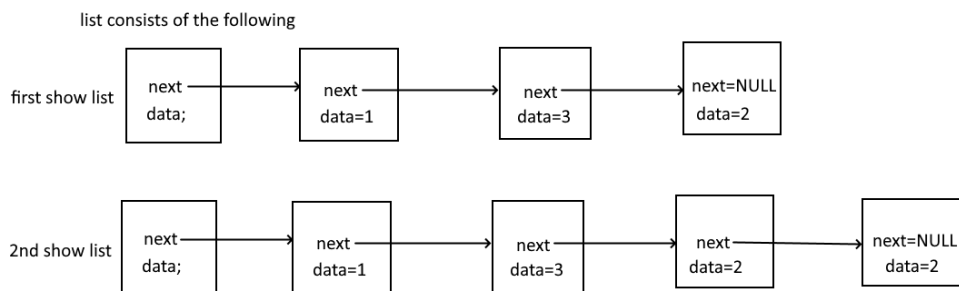 list consists of the following
first show list
next
data;
next
data=1
next
data=3
next=NULL
data=2
2nd show list
next
data;
next
data=1
next
data=3
next
data=2
next=NULL
data=2